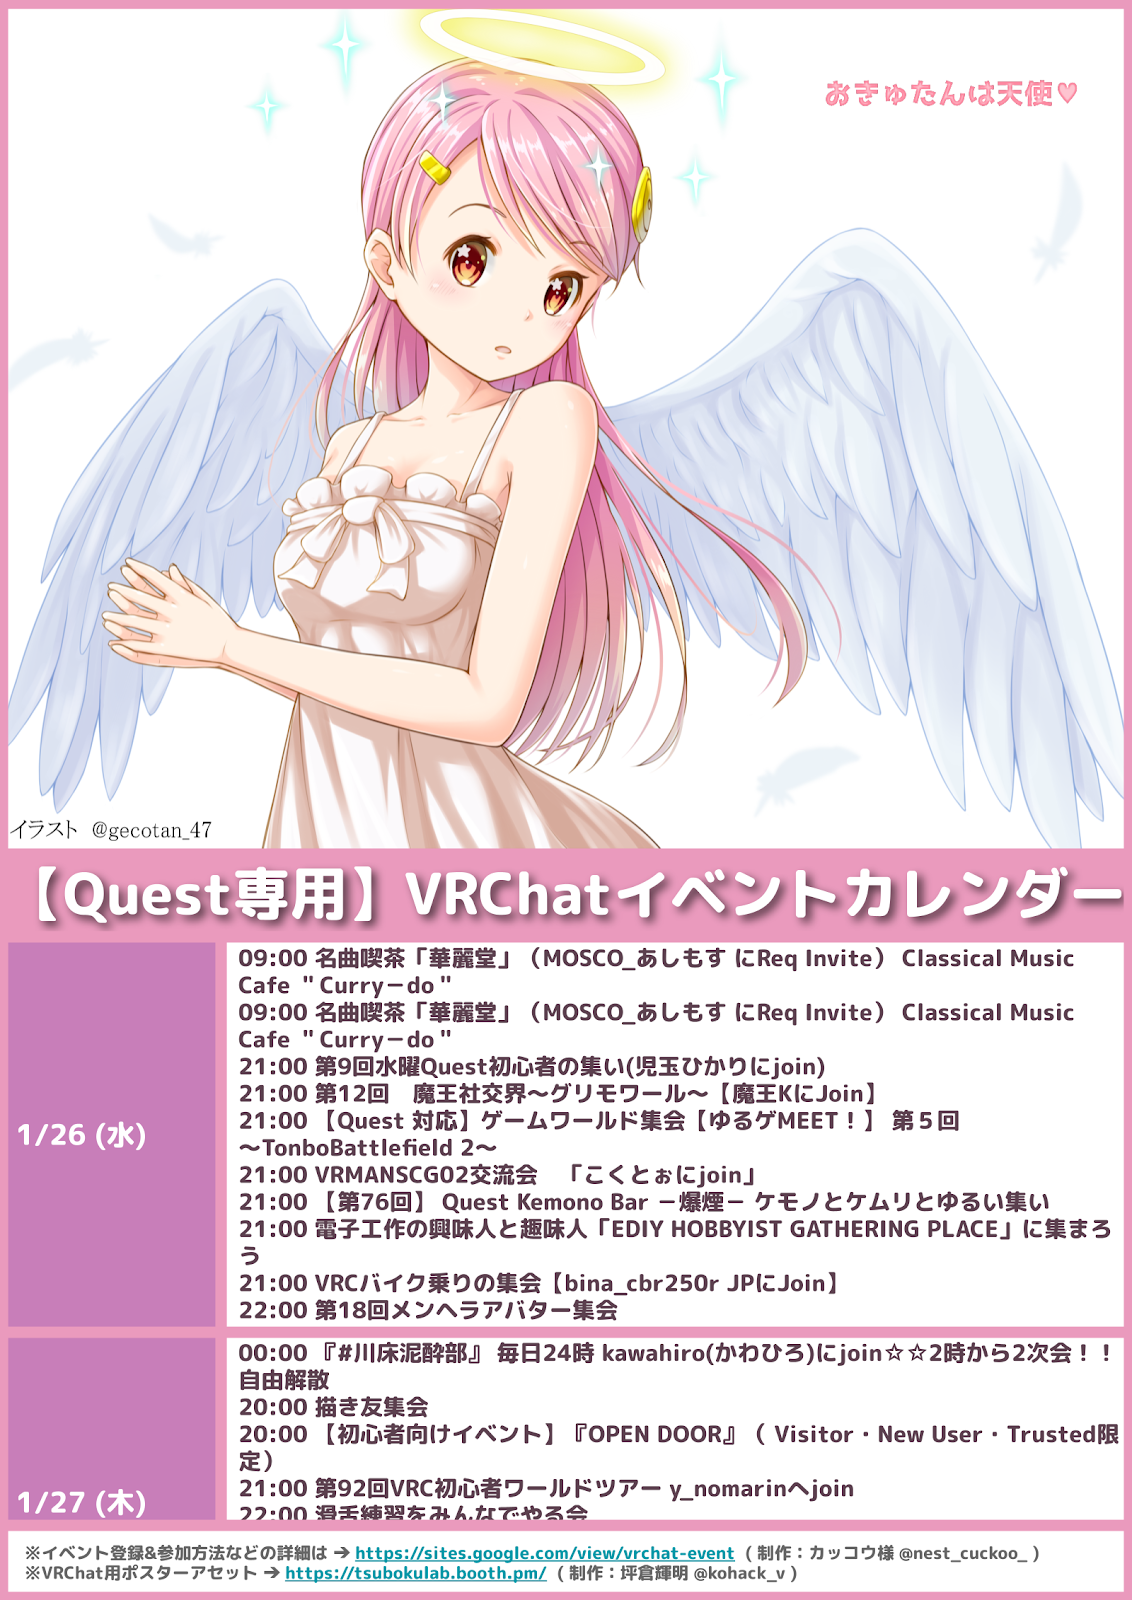 おきゅたんは天使♥
イラスト @gecotan_47
【Quest専用】VRChatイベントカレンダー
1/26 (水)
09:00 名曲喫茶「華麗堂」（MOSCO_あしもす にReq Invite） Classical Music
Cafe ＂Curry－do＂
09:00 名曲喫茶「華麗堂」（MOSCO_あしもす にReq Invite） Classical Music
Cafe ＂Curry－do＂
21:00 第9回水曜Quest初心者の集い(児玉ひかりにjoin)
21:00 第12回　魔王社交界～グリモワール～【魔王KにJoin】
21:00 【Quest 対応】ゲームワールド集会【ゆるゲMEET！】 第５回
～TonboBattlefield 2～
21:00 VRMANSCG02交流会　「こくとぉにjoin」
21:00 【第76回】 Quest Kemono Bar －爆煙－ ケモノとケムリとゆるい集い
21:00 電子工作の興味人と趣味人「EDIY HOBBYIST GATHERING PLACE」に集まろ
う
21:00 VRCバイク乗りの集会【bina_cbr250r JPにJoin】
22:00 第18回メンヘラアバター集会
1/27 (木)
00:00 『#川床泥酔部』 毎日24時 kawahiro(かわひろ)にjoin☆☆2時から2次会！！
自由解散
20:00 描き友集会
20:00 【初心者向けイベント】『OPEN DOOR』（ Visitor・New User・Trusted限
定）
21:00 第92回VRC初心者ワールドツアー y_nomarinへjoin
22:00 滑舌練習をみんなでやる会
※イベント登録&参加方法などの詳細は ➔ https://sites.google.com/view/vrchat-event （ 制作：カッコウ様 @nest_cuckoo_ ）
※VRChat用ポスターアセット ➔ https://tsubokulab.booth.pm/ （ 制作：坪倉輝明 @kohack_v ）